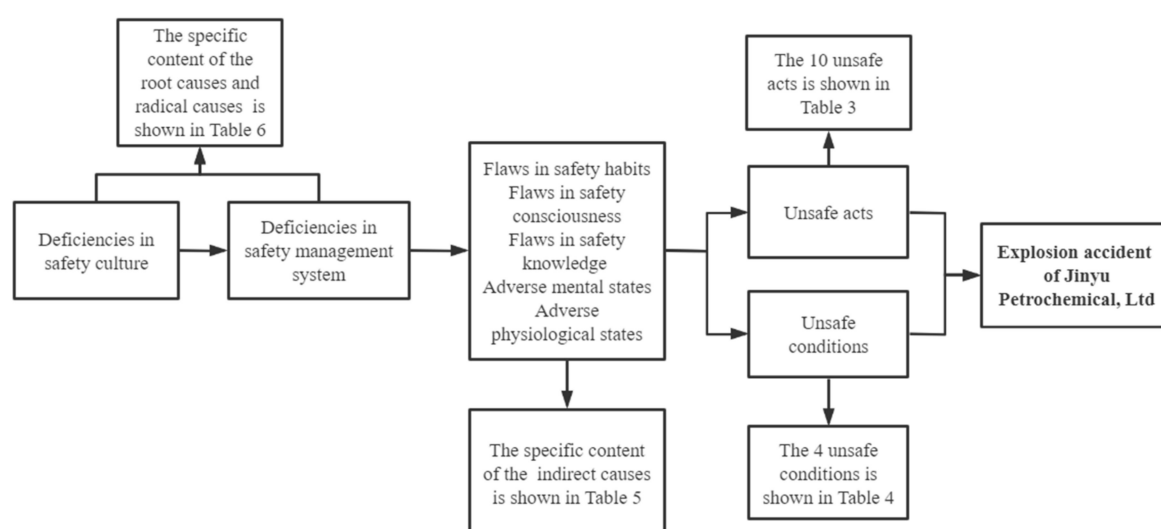 The specific
content of the
root causes and
radical causes is
shown in Table 6
Deficiencies in
safety culture
Deficiencies in
safety management
system
Flaws in safety habits
Flaws in safety
consciousness
Flaws in safety
knowledge
Adverse mental states
Adverse
physiological states
The specific content
of the indirect causes
is shown in Table 5
The 10 unsafe
acts is shown in
Table 3
Unsafe acts
Unsafe
conditions
The 4 unsafe
conditions is
shown in Table 4
Explosion accident
of Jinyu
Petrochemical, Ltd